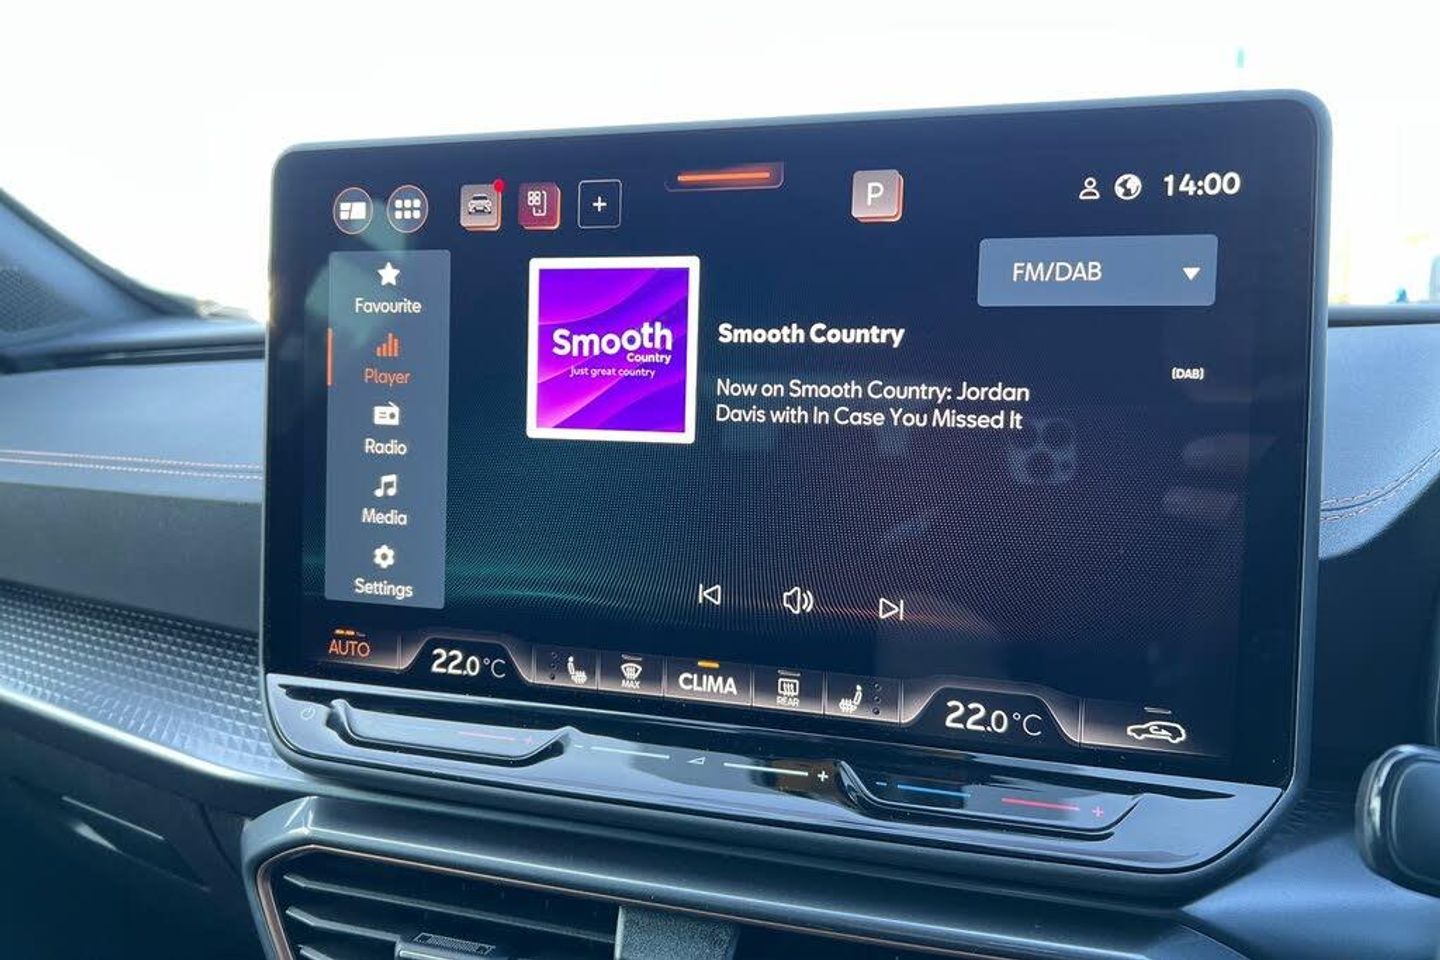 P
14:00
FM/DAB
Favourite
Smooth
Country
Just great country
Smooth Country
(DAB)
Player
Now on Smooth Country: Jordan
Davis with In Case You Missed It
Radio
Media
Settings
AUTO
22.0°C
MAX
CLIMA
REAR
22.0°C